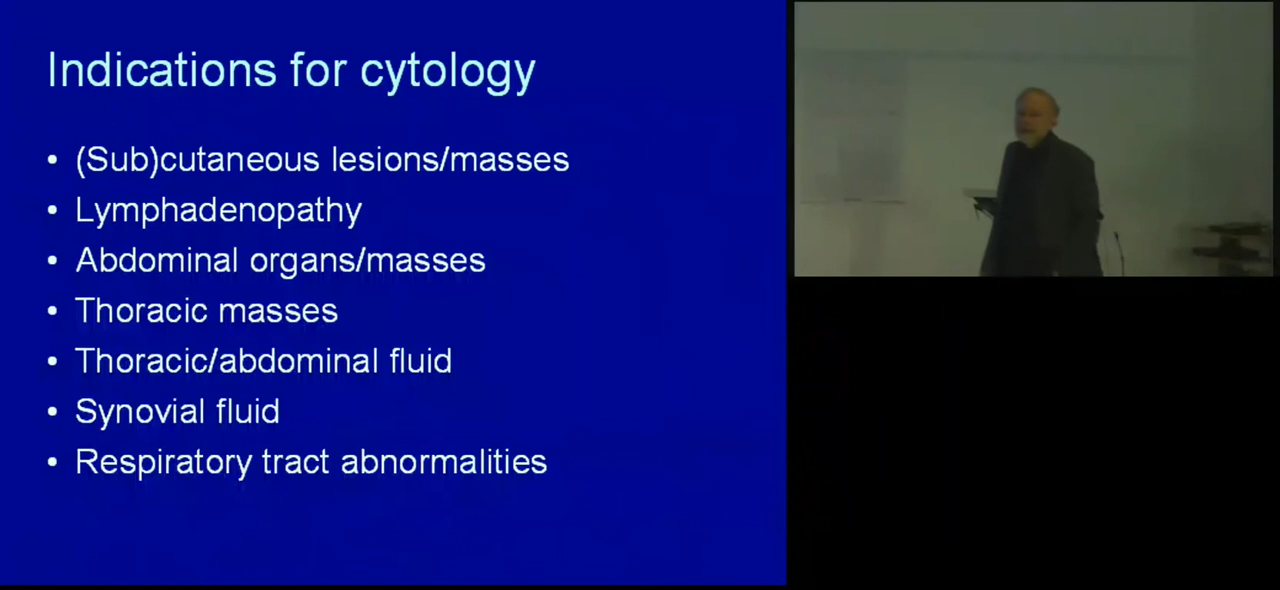 Indications for cytology
• (Sub)cutaneous lesions/masses
• Lymphadenopathy
• Abdominal organs/masses
• Thoracic masses
• Thoracic/abdominal fluid
• Synovial fluid
• Respiratory tract abnormalities